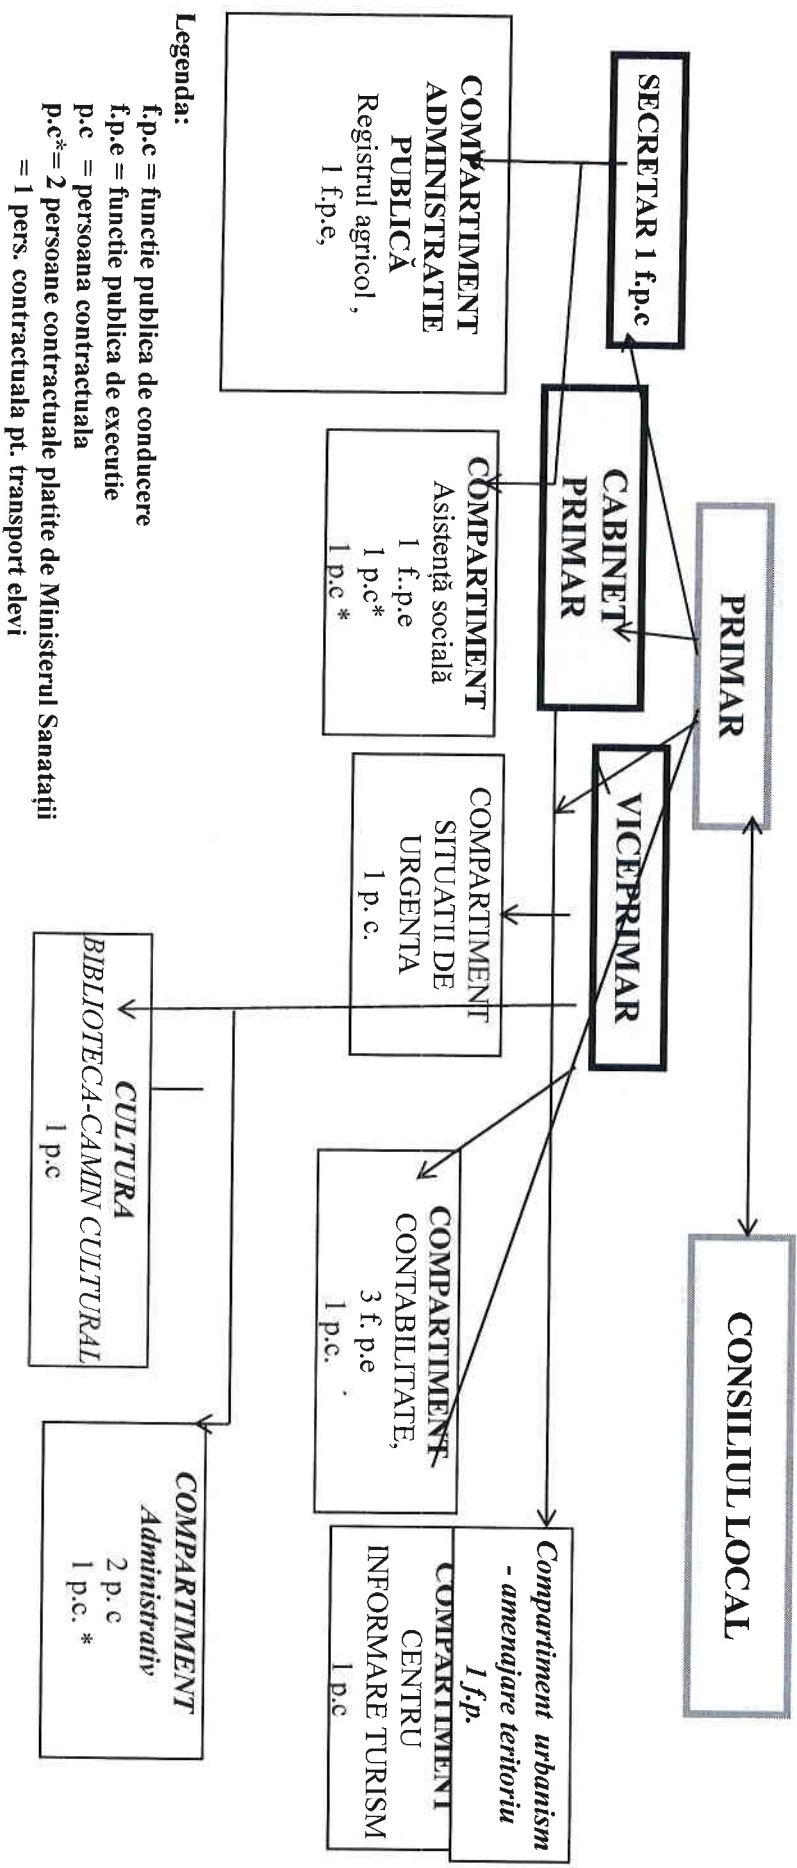 PRIMAR
CONSILIUL LOCAL
SECRETAR 1 f.p.c
CABINET
PRIMAR
VICEPRIMAR
COMPARTIMENT
ADMINISTRATIE
PUBLICĂ
Registrul agricol ,
1 f.p.e,
COMPARTIMENT
Asistență socială
1 f..p.e
1 p.c*
1 p.c *
COMPARTIMENT
SITUATII DE
URGENTA
1 p. c.
COMPARTIMENT
CONTABILITATE,
3 f. p.e
1 p.c.
Compartiment urbanism
- amenajare teritoriu
1 f.p.
COMPARTIMENT
CENTRU
INFORMARE TURISM
1 p.c
CULTURA
BIBLIOTECA-CAMIN CULTURAL
1 p.c
COMPARTIMENT
Administrativ
2 p. c
1 p.c. *
Legenda:
f.p.c = functie publica de conducere
f.p.e = functie publica de executie
p.c = persoana contractuala
p.c*= 2 persoane contractuale platite de Ministerul Sanatații
= 1 pers. contractuala pt. transport elevi